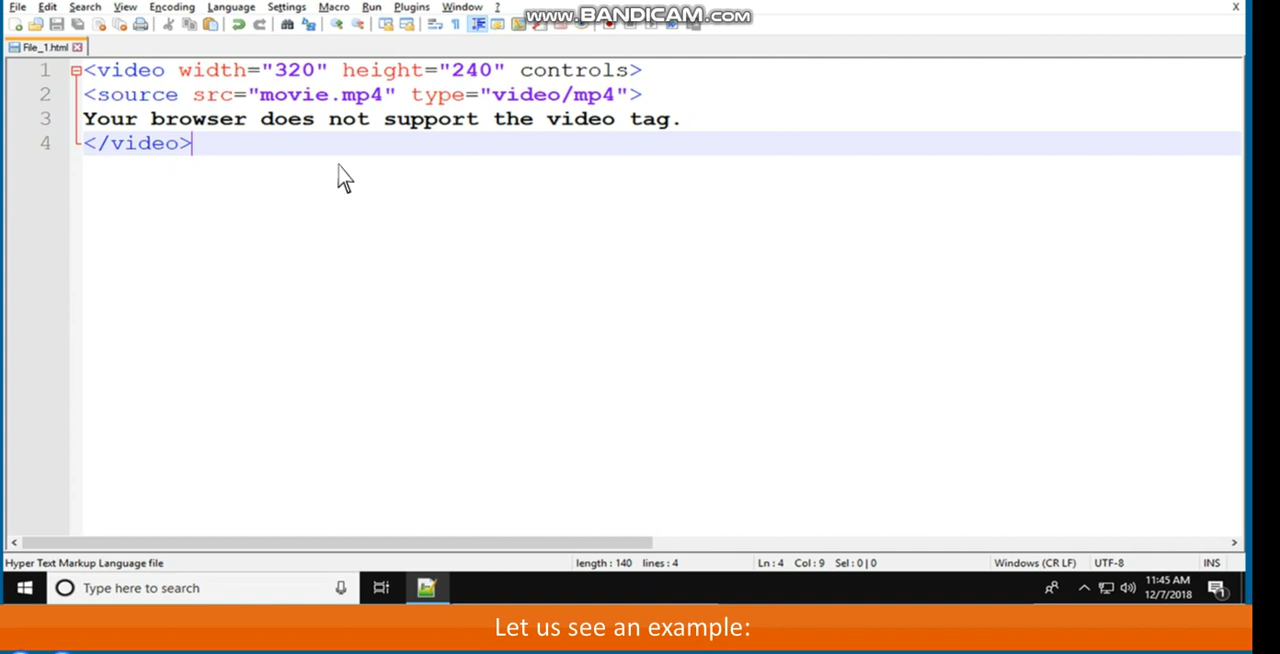 File Edit Search View Encoding Language Settings Macro Run Plugins Window ? X
www.BANDICAM.com
File_1.html
1 <video width="320" height="240" controls>
2 <source src="movie.mp4" type="video/mp4">
3 Your browser does not support the video tag.
4 </video>
Hyper Text Markup Language file length : 140 lines : 4 Ln : 4 Col : 9 Sel : 0 | 0 Windows (CR LF) UTF-8 INS
Type here to search
11:45 AM
12/7/2018
1
Let us see an example: